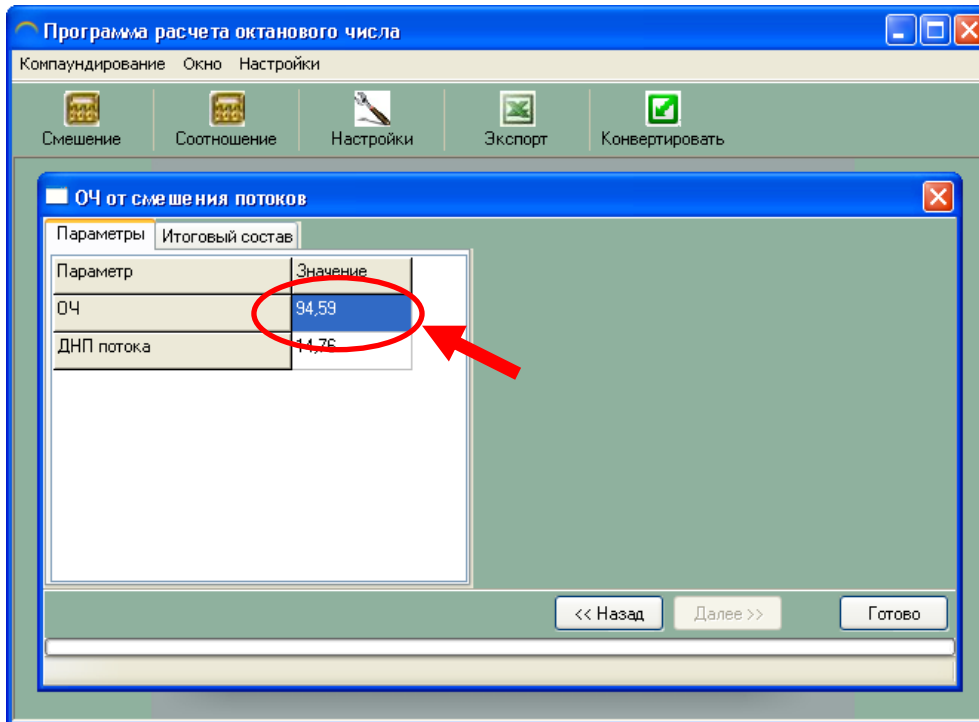 Программа расчета октанового числа
Компаундирование Окно Настройки
Смешение Соотношение Настройки Экспорт Конвертировать
ОЧ от смешения потоков
Параметры Итоговый состав
Параметр Значение
ОЧ 94,59
ДНП потока 14,76
<< Назад Далее >> Готово